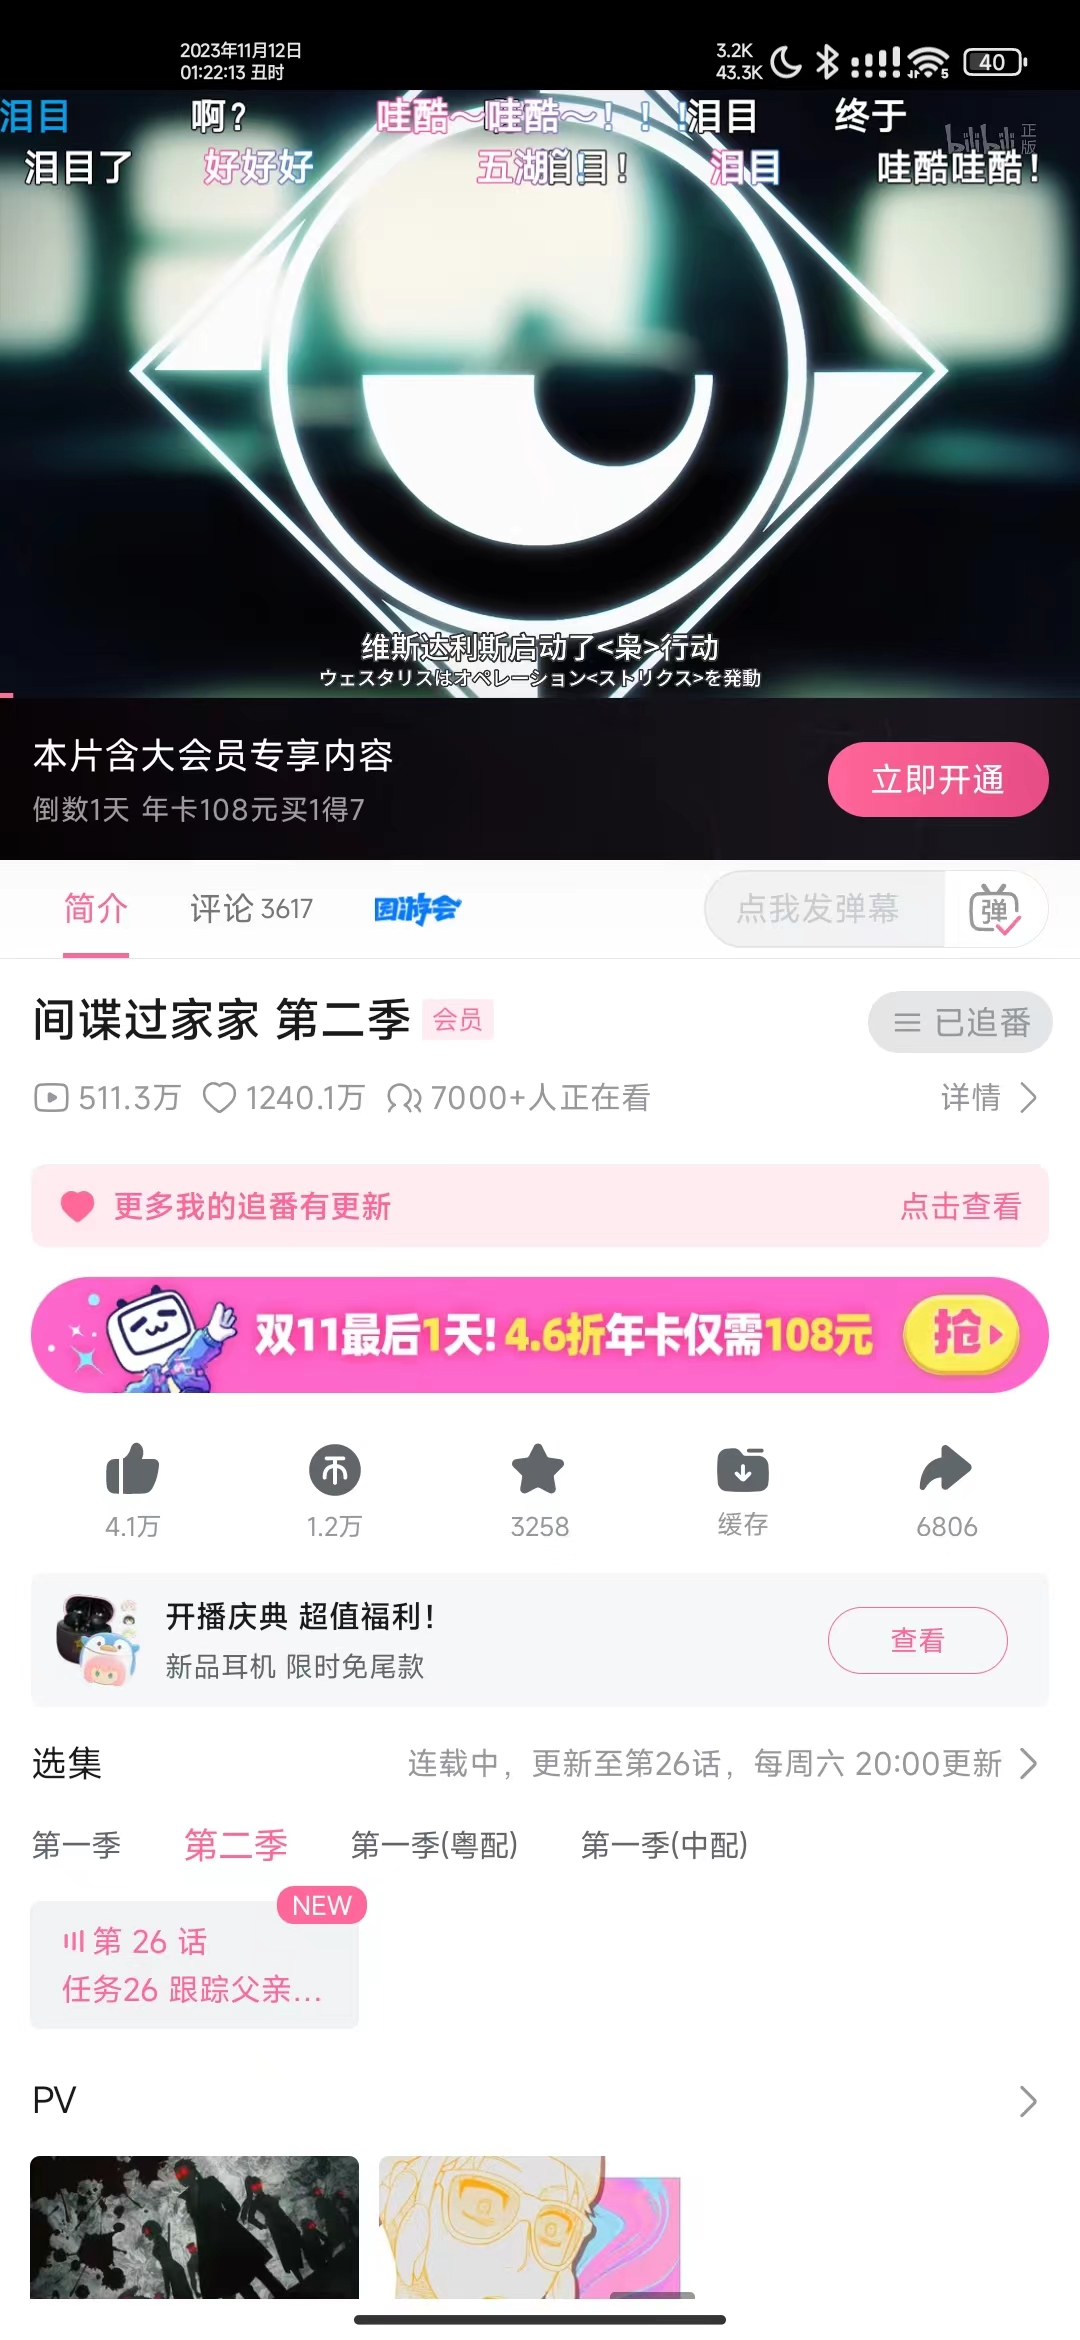 2023年11月12日
01:22:13 丑时
3.2K
43.3K
5
40
泪目
啊？
哇酷～哇酷～！！！
泪目
终于
bilibili 正版
泪目了
好好好
五湖
泪目！
泪目
哇酷哇酷！
维斯达利斯启动了<枭>行动
ウェスタリスはオペレーション<ストリクス>を発動
本片含大会员专享内容
倒数1天 年卡108元买1得7
立即开通
简介
评论 3617
团游会
点我发弹幕
弹
间谍过家家 第二季
会员
已追番
511.3万
1240.1万
7000+人正在看
详情
更多我的追番有更新
点击查看
双11最后1天！4.6折年卡仅需108元
抢
4.1万
1.2万
3258
缓存
6806
开播庆典 超值福利！
新品耳机 限时免尾款
查看
选集
连载中，更新至第26话，每周六 20:00更新
第一季
第二季
第一季(粤配)
第一季(中配)
NEW
第 26 话
任务26 跟踪父亲...
PV